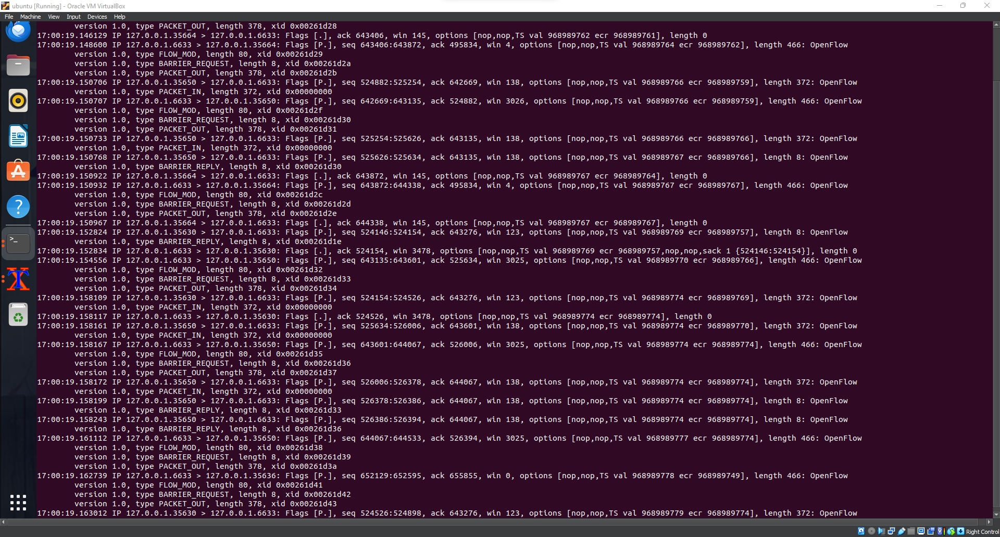 ubuntu [Running] - Oracle VM VirtualBox
File Machine View Input Devices Help
version 1.0, type PACKET_OUT, length 378, xid 0x00261d28
17:00:19.146129 IP 127.0.0.1.35664 > 127.0.0.1.6633: Flags [.], ack 643406, win 145, options [nop,nop,TS val 968989762 ecr 968989761], length 0
17:00:19.148600 IP 127.0.0.1.6633 > 127.0.0.1.35664: Flags [P.], seq 643406:643872, ack 495834, win 4, options [nop,nop,TS val 968989764 ecr 968989762], length 466: OpenFlow
version 1.0, type FLOW_MOD, length 80, xid 0x00261d29
version 1.0, type BARRIER_REQUEST, length 8, xid 0x00261d2a
version 1.0, type PACKET_OUT, length 378, xid 0x00261d2b
17:00:19.150706 IP 127.0.0.1.35650 > 127.0.0.1.6633: Flags [P.], seq 524882:525254, ack 642669, win 138, options [nop,nop,TS val 968989766 ecr 968989759], length 372: OpenFlow
version 1.0, type PACKET_IN, length 372, xid 0x00000000
17:00:19.150707 IP 127.0.0.1.6633 > 127.0.0.1.35650: Flags [P.], seq 642669:643135, ack 524882, win 3026, options [nop,nop,TS val 968989766 ecr 968989759], length 466: OpenFlow
version 1.0, type FLOW_MOD, length 80, xid 0x00261d2f
version 1.0, type BARRIER_REQUEST, length 8, xid 0x00261d30
version 1.0, type PACKET_OUT, length 378, xid 0x00261d31
17:00:19.150733 IP 127.0.0.1.35650 > 127.0.0.1.6633: Flags [P.], seq 525254:525626, ack 643135, win 138, options [nop,nop,TS val 968989766 ecr 968989766], length 372: OpenFlow
version 1.0, type PACKET_IN, length 372, xid 0x00000000
17:00:19.150768 IP 127.0.0.1.35650 > 127.0.0.1.6633: Flags [P.], seq 525626:525634, ack 643135, win 138, options [nop,nop,TS val 968989767 ecr 968989766], length 8: OpenFlow
version 1.0, type BARRIER_REPLY, length 8, xid 0x00261d30
17:00:19.150922 IP 127.0.0.1.35664 > 127.0.0.1.6633: Flags [.], ack 643872, win 145, options [nop,nop,TS val 968989767 ecr 968989764], length 0
17:00:19.150932 IP 127.0.0.1.6633 > 127.0.0.1.35664: Flags [P.], seq 643872:644338, ack 495834, win 4, options [nop,nop,TS val 968989767 ecr 968989767], length 466: OpenFlow
version 1.0, type FLOW_MOD, length 80, xid 0x00261d2c
version 1.0, type BARRIER_REQUEST, length 8, xid 0x00261d2d
version 1.0, type PACKET_OUT, length 378, xid 0x00261d2e
17:00:19.150967 IP 127.0.0.1.35664 > 127.0.0.1.6633: Flags [.], ack 644338, win 145, options [nop,nop,TS val 968989767 ecr 968989767], length 0
17:00:19.152824 IP 127.0.0.1.35630 > 127.0.0.1.6633: Flags [P.], seq 524146:524154, ack 643276, win 123, options [nop,nop,TS val 968989769 ecr 968989757], length 8: OpenFlow
version 1.0, type BARRIER_REPLY, length 8, xid 0x00261d1e
17:00:19.152834 IP 127.0.0.1.6633 > 127.0.0.1.35630: Flags [.], ack 524154, win 3478, options [nop,nop,TS val 968989769 ecr 968989757,nop,nop,sack 1 {524146:524154}], length 0
17:00:19.154556 IP 127.0.0.1.6633 > 127.0.0.1.35650: Flags [P.], seq 643135:643601, ack 525634, win 3025, options [nop,nop,TS val 968989770 ecr 968989766], length 466: OpenFlow
version 1.0, type FLOW_MOD, length 80, xid 0x00261d32
version 1.0, type BARRIER_REQUEST, length 8, xid 0x00261d33
version 1.0, type PACKET_OUT, length 378, xid 0x00261d34
17:00:19.158109 IP 127.0.0.1.35630 > 127.0.0.1.6633: Flags [P.], seq 524154:524526, ack 643276, win 123, options [nop,nop,TS val 968989774 ecr 968989769], length 372: OpenFlow
version 1.0, type PACKET_IN, length 372, xid 0x00000000
17:00:19.158117 IP 127.0.0.1.6633 > 127.0.0.1.35630: Flags [.], ack 524526, win 3478, options [nop,nop,TS val 968989774 ecr 968989774], length 0
17:00:19.158161 IP 127.0.0.1.35650 > 127.0.0.1.6633: Flags [P.], seq 525634:526006, ack 643601, win 138, options [nop,nop,TS val 968989774 ecr 968989770], length 372: OpenFlow
version 1.0, type PACKET_IN, length 372, xid 0x00000000
17:00:19.158167 IP 127.0.0.1.6633 > 127.0.0.1.35650: Flags [P.], seq 643601:644067, ack 526006, win 3025, options [nop,nop,TS val 968989774 ecr 968989774], length 466: OpenFlow
version 1.0, type FLOW_MOD, length 80, xid 0x00261d35
version 1.0, type BARRIER_REQUEST, length 8, xid 0x00261d36
version 1.0, type PACKET_OUT, length 378, xid 0x00261d37
17:00:19.158172 IP 127.0.0.1.35650 > 127.0.0.1.6633: Flags [P.], seq 526006:526378, ack 644067, win 138, options [nop,nop,TS val 968989774 ecr 968989774], length 372: OpenFlow
version 1.0, type PACKET_IN, length 372, xid 0x00000000
17:00:19.158199 IP 127.0.0.1.35650 > 127.0.0.1.6633: Flags [P.], seq 526378:526386, ack 644067, win 138, options [nop,nop,TS val 968989774 ecr 968989774], length 8: OpenFlow
version 1.0, type BARRIER_REPLY, length 8, xid 0x00261d33
17:00:19.158243 IP 127.0.0.1.35650 > 127.0.0.1.6633: Flags [P.], seq 526386:526394, ack 644067, win 138, options [nop,nop,TS val 968989774 ecr 968989774], length 8: OpenFlow
version 1.0, type BARRIER_REPLY, length 8, xid 0x00261d36
17:00:19.161112 IP 127.0.0.1.6633 > 127.0.0.1.35650: Flags [P.], seq 644067:644533, ack 526394, win 3025, options [nop,nop,TS val 968989777 ecr 968989774], length 466: OpenFlow
version 1.0, type FLOW_MOD, length 80, xid 0x00261d38
version 1.0, type BARRIER_REQUEST, length 8, xid 0x00261d39
version 1.0, type PACKET_OUT, length 378, xid 0x00261d3a
17:00:19.162739 IP 127.0.0.1.6633 > 127.0.0.1.35636: Flags [P.], seq 652129:652595, ack 655855, win 0, options [nop,nop,TS val 968989778 ecr 968989749], length 466: OpenFlow
version 1.0, type FLOW_MOD, length 80, xid 0x00261d41
version 1.0, type BARRIER_REQUEST, length 8, xid 0x00261d42
version 1.0, type PACKET_OUT, length 378, xid 0x00261d43
17:00:19.163012 IP 127.0.0.1.35630 > 127.0.0.1.6633: Flags [P.], seq 524526:524898, ack 643276, win 123, options [nop,nop,TS val 968989779 ecr 968989774], length 372: OpenFlow
Right Control